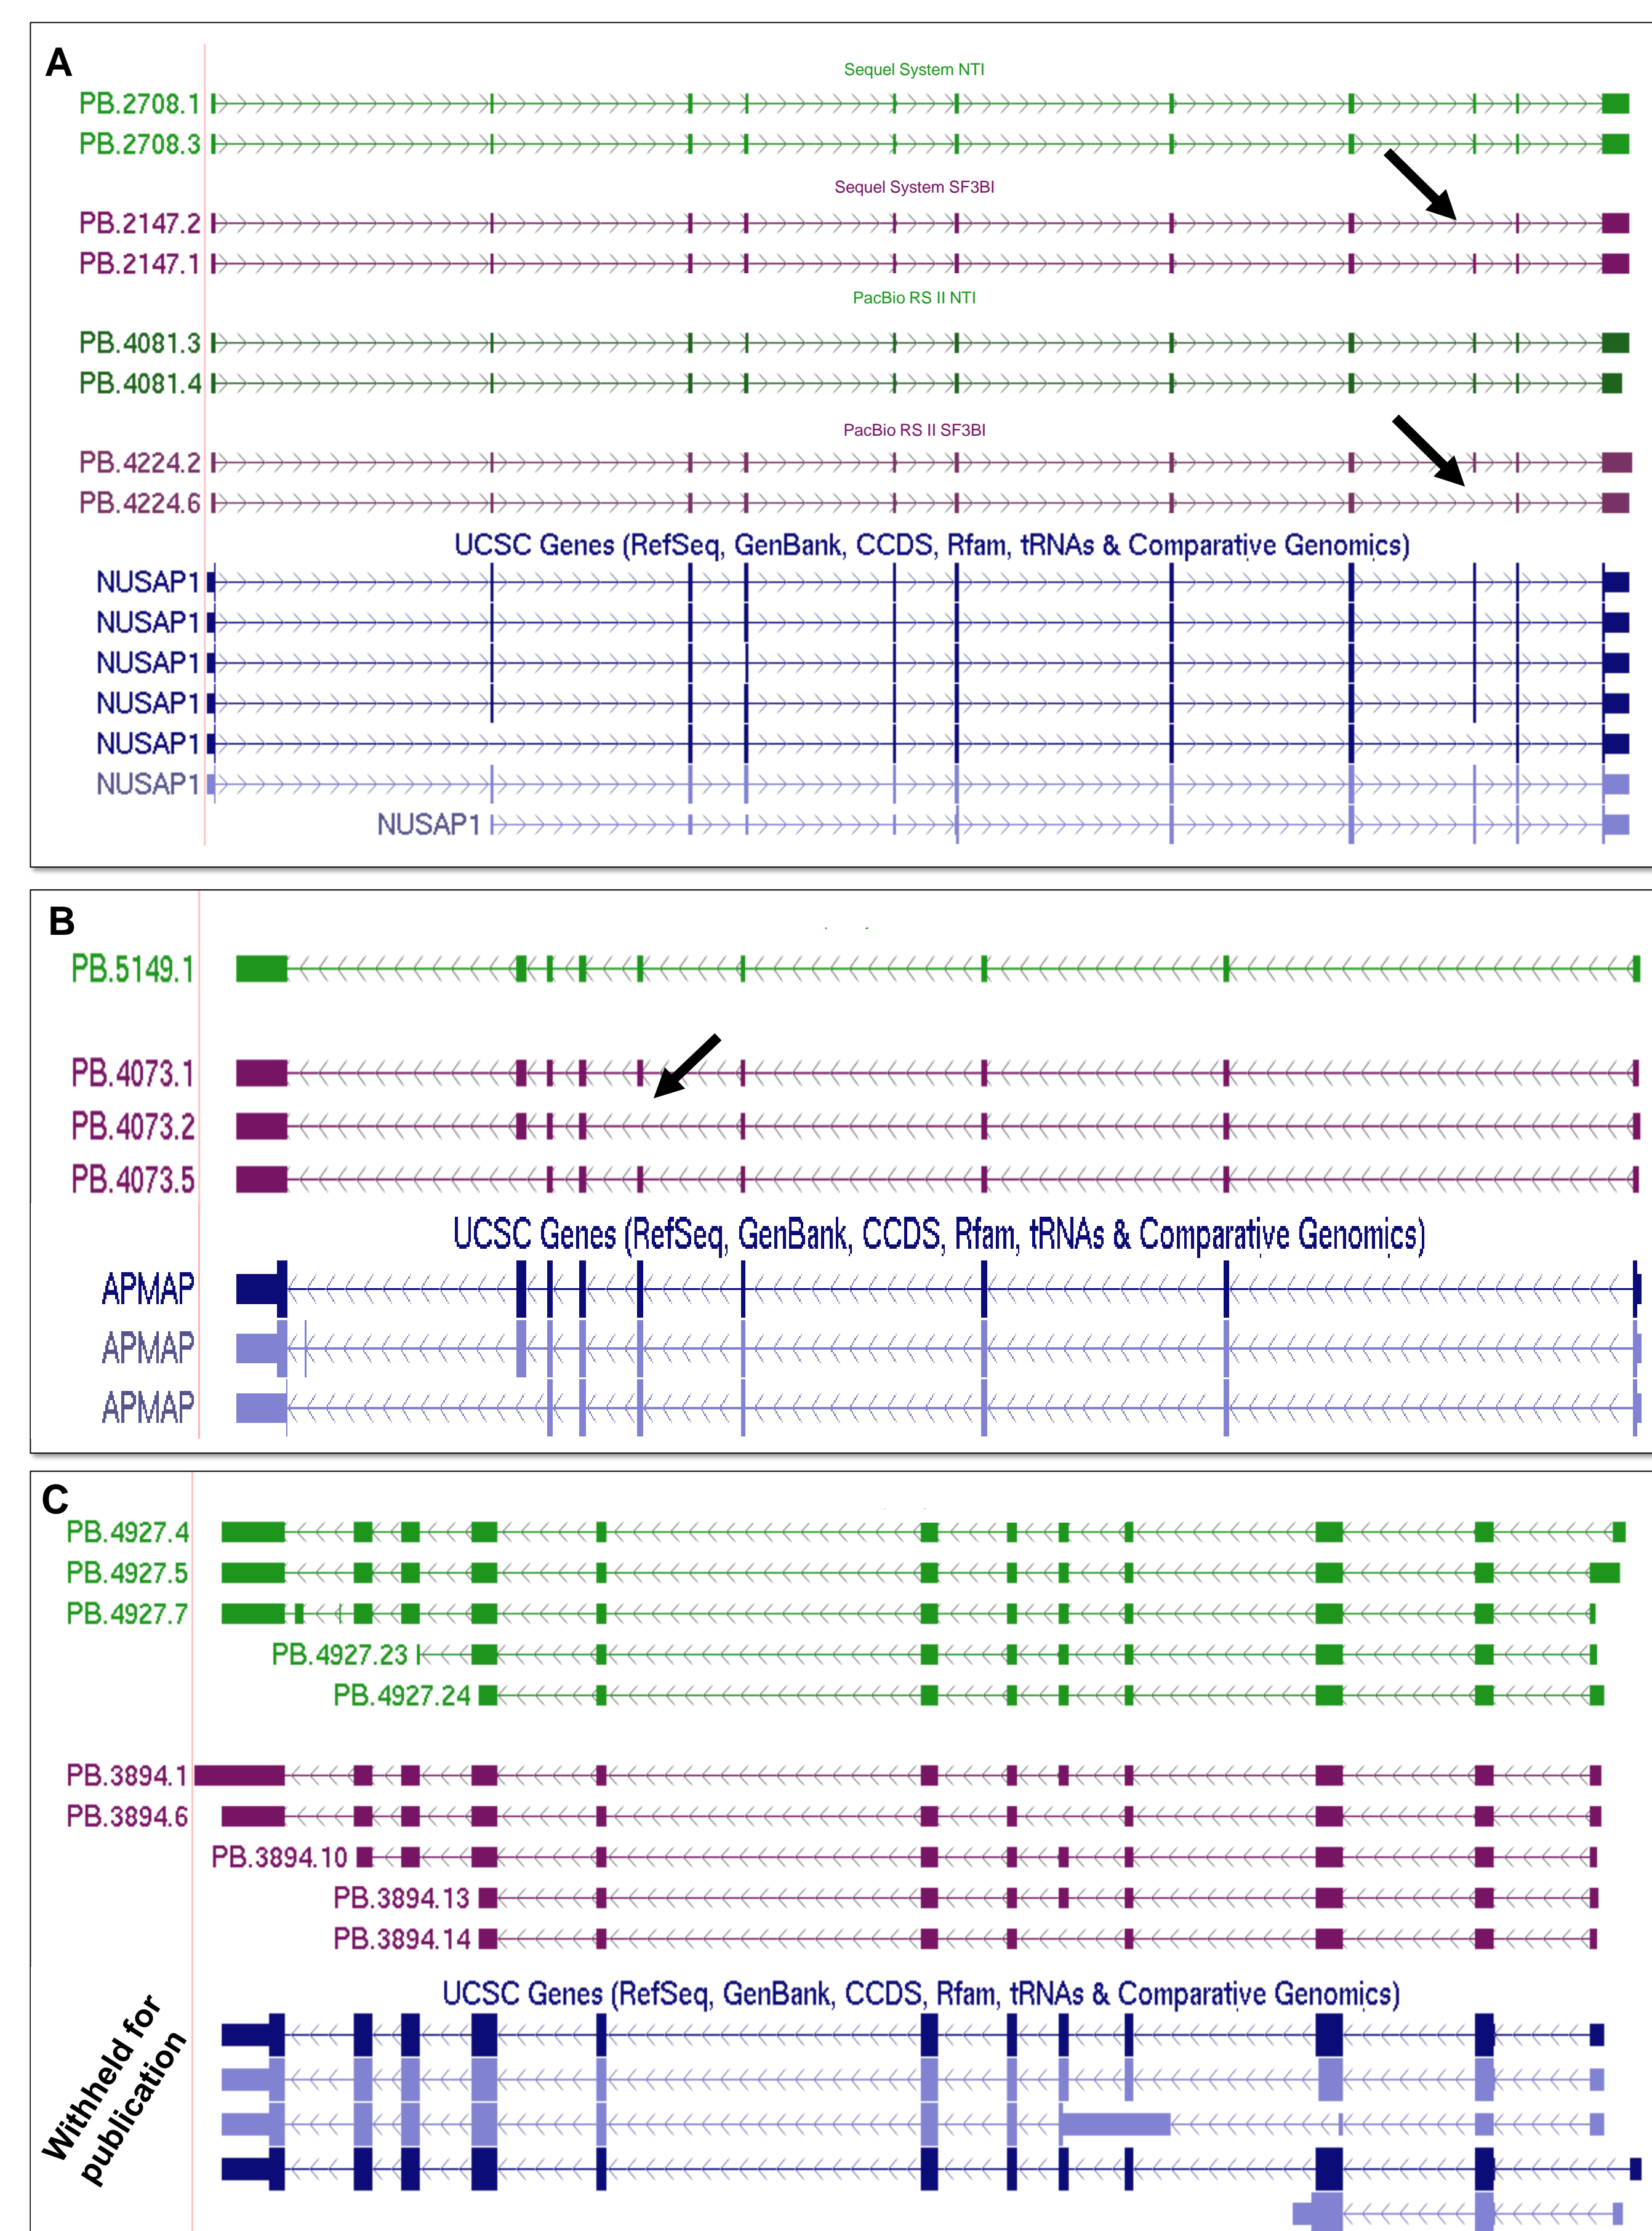 A
Sequel System NTI
PB.2708.1
PB.2708.3
Sequel System SF3BI
PB.2147.2
PB.2147.1
PacBio RS II NTI
PB.4081.3
PB.4081.4
PacBio RS II SF3BI
PB.4224.2
PB.4224.6
UCSC Genes (RefSeq, GenBank, CCDS, Rfam, tRNAs & Comparative Genomics)
NUSAP1
NUSAP1
NUSAP1
NUSAP1
NUSAP1
NUSAP1
NUSAP1
B
PB.5149.1
PB.4073.1
PB.4073.2
PB.4073.5
UCSC Genes (RefSeq, GenBank, CCDS, Rfam, tRNAs & Comparative Genomics)
APMAP
APMAP
APMAP
C
PB.4927.4
PB.4927.5
PB.4927.7
PB.4927.23
PB.4927.24
PB.3894.1
PB.3894.6
PB.3894.10
PB.3894.13
PB.3894.14
UCSC Genes (RefSeq, GenBank, CCDS, Rfam, tRNAs & Comparative Genomics)
Withheld for
publication